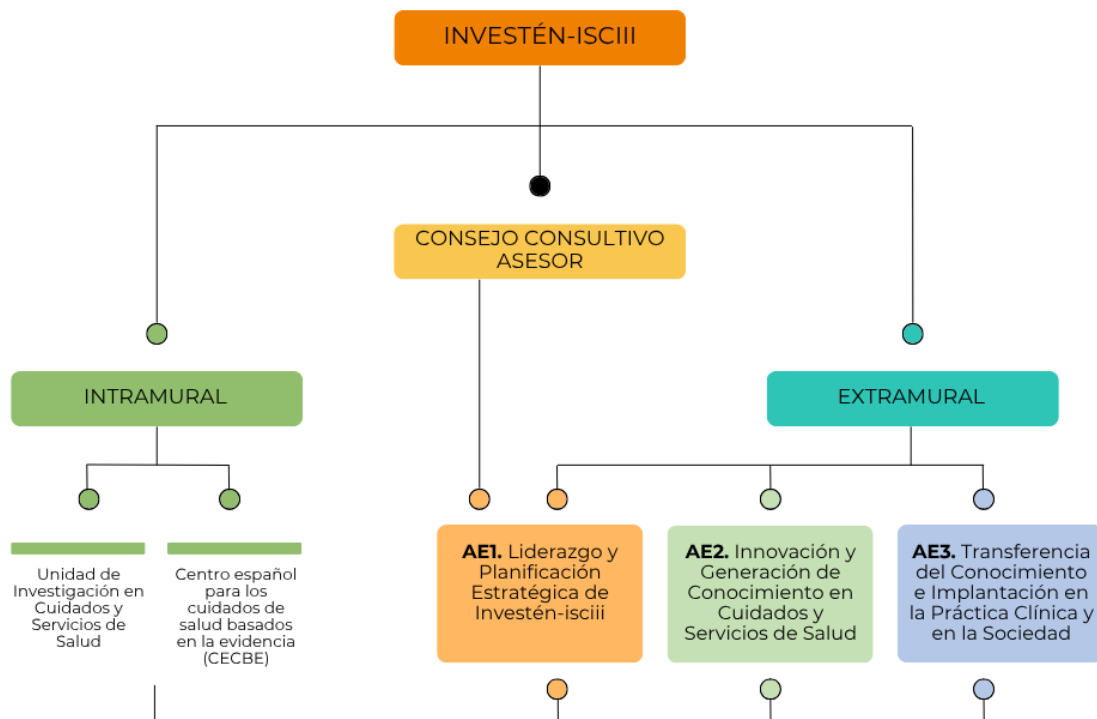 INVESTÉN-ISCIII
CONSEJO CONSULTIVO
ASESOR
INTRAMURAL
EXTRAMURAL
Unidad de
Investigación en
Cuidados y
Servicios de
Salud
Centro español
para los
cuidados de
salud basados
en la evidencia
(CECBE)
AE1. Liderazgo y
Planificación
Estratégica de
Investén-isciii
AE2. Innovación y
Generación de
Conocimiento en
Cuidados y
Servicios de Salud
AE3. Transferencia
del Conocimiento
e Implantación en
la Práctica Clínica y
en la Sociedad